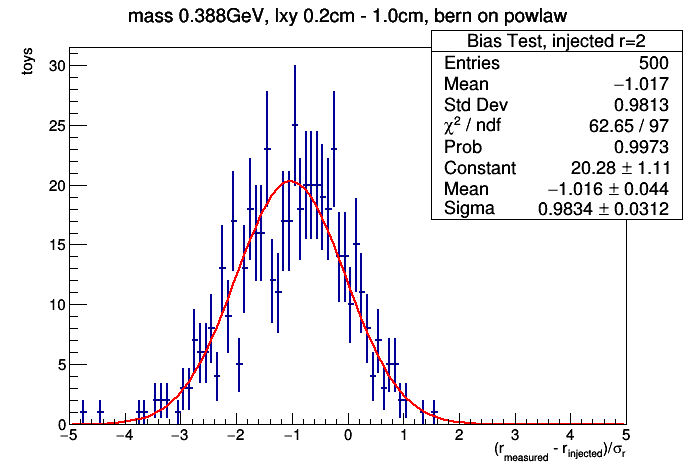 mass 0.388GeV, lxy 0.2cm - 1.0cm, bern on powlaw
Bias Test, injected r=2
Entries 500
Mean −1.017
Std Dev 0.9813
χ² / ndf 62.65 / 97
Prob 0.9973
Constant 20.28 ± 1.11
Mean −1.016 ± 0.044
Sigma 0.9834 ± 0.0312
toys
30
25
20
15
10
5
0
−5 −4 −3 −2 −1 0 1 2 3 4 5
(r_measured - r_injected)/σ_r